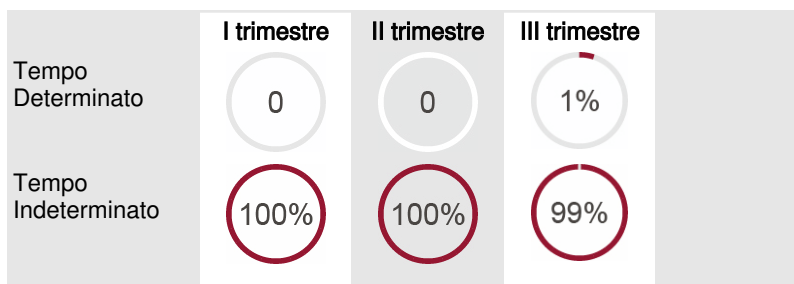 I trimestre II trimestre III trimestre
Tempo
Determinato
0 0 1%
Tempo
Indeterminato
100% 100% 99%